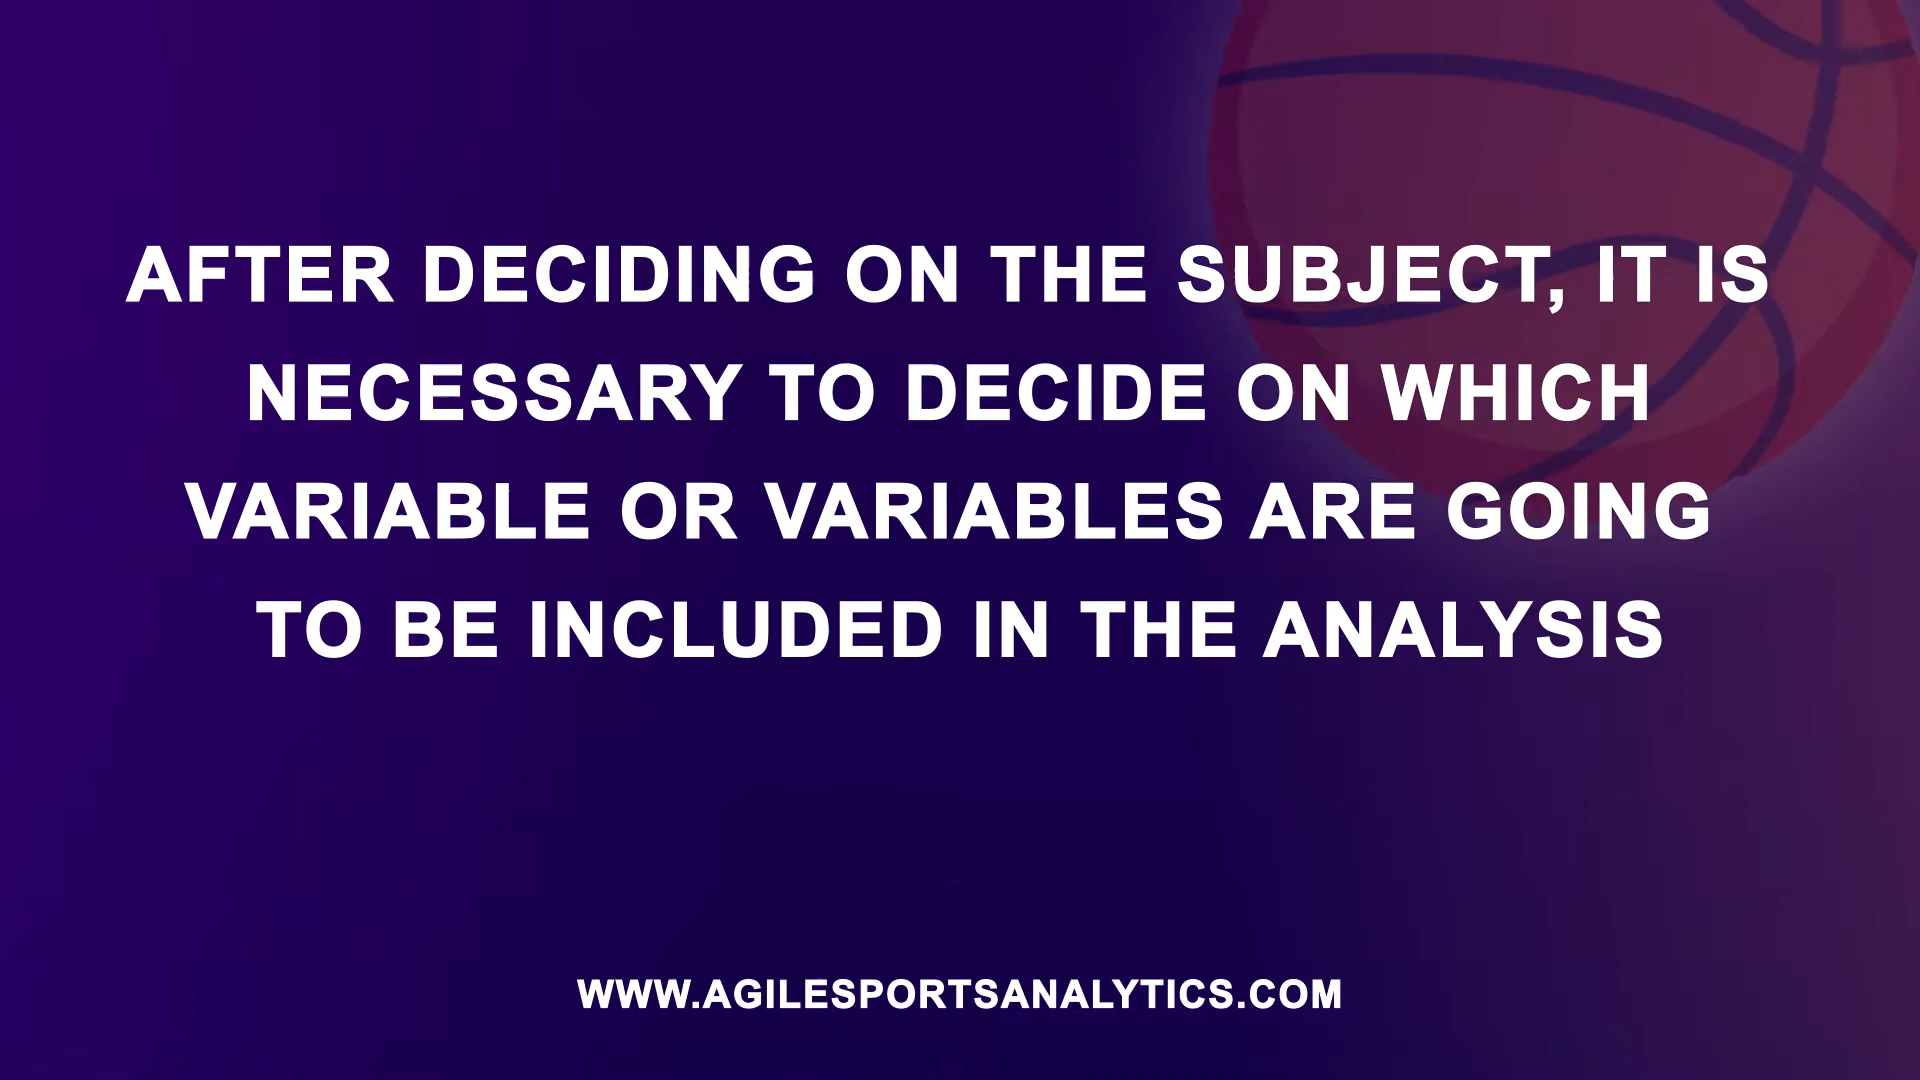 AFTER DECIDING ON THE SUBJECT, IT IS
NECESSARY TO DECIDE ON WHICH
VARIABLE OR VARIABLES ARE GOING
TO BE INCLUDED IN THE ANALYSIS
WWW.AGILESPORTSANALYTICS.COM